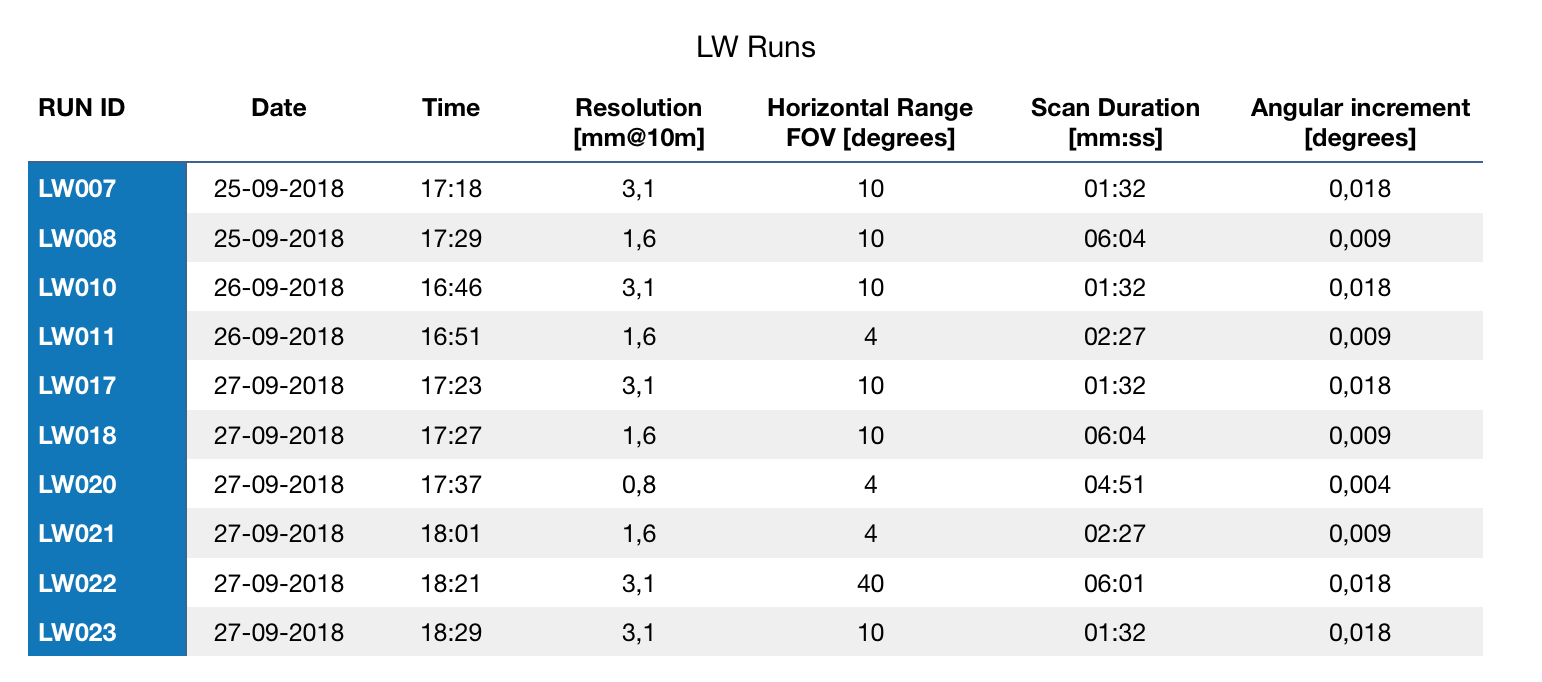 LW Runs
RUN ID Date Time Resolution [mm@10m] Horizontal Range FOV [degrees] Scan Duration [mm:ss] Angular increment [degrees]
LW007 25-09-2018 17:18 3,1 10 01:32 0,018
LW008 25-09-2018 17:29 1,6 10 06:04 0,009
LW010 26-09-2018 16:46 3,1 10 01:32 0,018
LW011 26-09-2018 16:51 1,6 4 02:27 0,009
LW017 27-09-2018 17:23 3,1 10 01:32 0,018
LW018 27-09-2018 17:27 1,6 10 06:04 0,009
LW020 27-09-2018 17:37 0,8 4 04:51 0,004
LW021 27-09-2018 18:01 1,6 4 02:27 0,009
LW022 27-09-2018 18:21 3,1 40 06:01 0,018
LW023 27-09-2018 18:29 3,1 10 01:32 0,018